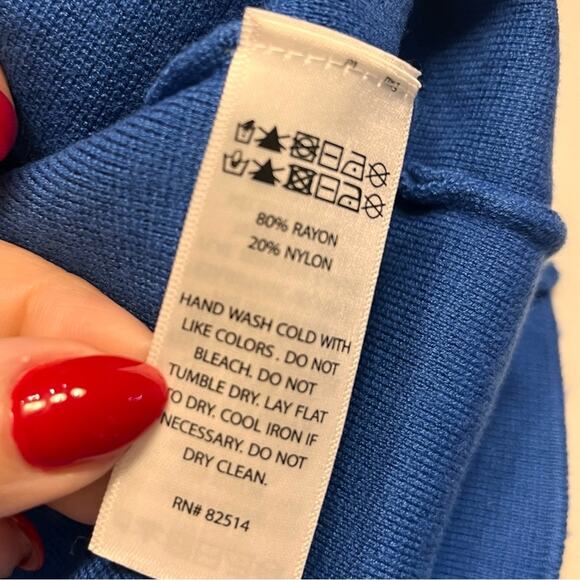 80% RAYON
20% NYLON
HAND WASH COLD WITH
LIKE COLORS. DO NOT
BLEACH. DO NOT
TUMBLE DRY. LAY FLAT
TO DRY. COOL IRON IF
NECESSARY. DO NOT
DRY CLEAN.
RN# 82514